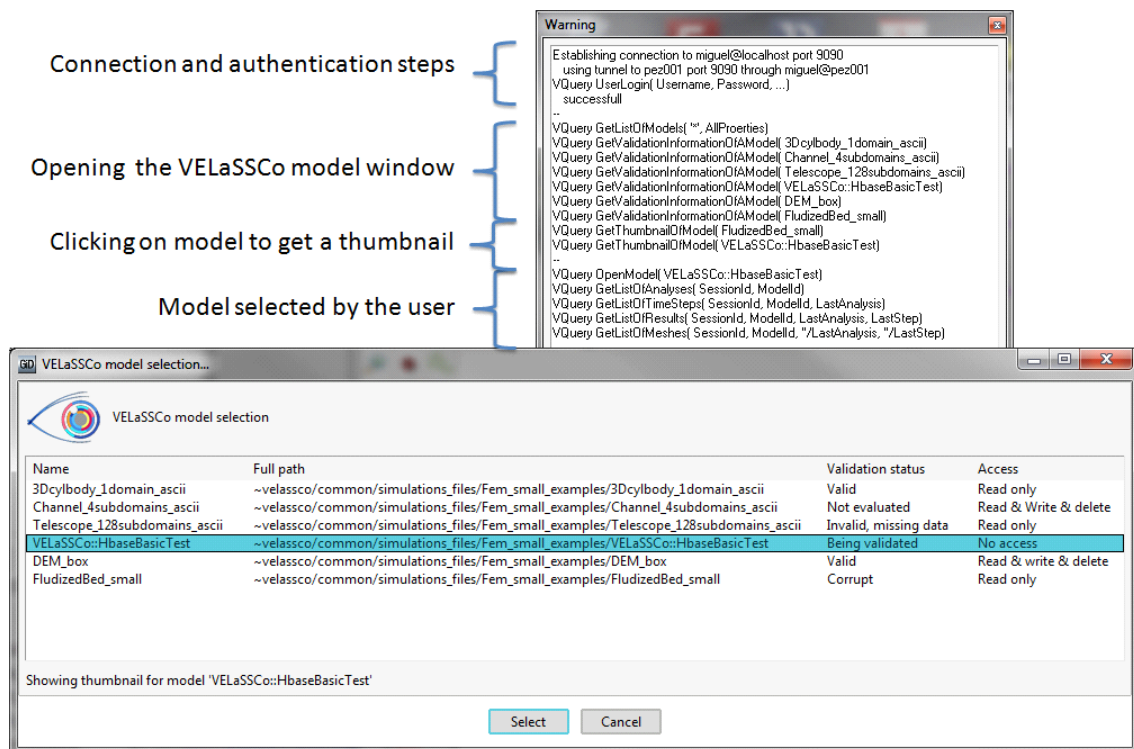 Connection and authentication steps
Opening the VELaSSCo model window
Clicking on model to get a thumbnail
Model selected by the user
Warning
Establishing connection to miguel@localhost port 9090
using tunnel to pez001 port 9090 through miguel@pez001
VQuery UserLogin( Username, Password, ...)
successfull
--
VQuery GetListOfModels( '*', AllProerties)
VQuery GetValidationInformationOfAModel( 3Dcylbody_1domain_ascii)
VQuery GetValidationInformationOfAModel( Channel_4subdomains_ascii)
VQuery GetValidationInformationOfAModel( Telescope_128subdomains_ascii)
VQuery GetValidationInformationOfAModel( VELaSSCo::HbaseBasicTest)
VQuery GetValidationInformationOfAModel( DEM_box)
VQuery GetValidationInformationOfAModel( FludizedBed_small)
VQuery GetThumbnailOfModel( FludizedBed_small)
VQuery GetThumbnailOfModel( VELaSSCo::HbaseBasicTest)
--
VQuery OpenModel( VELaSSCo::HbaseBasicTest)
VQuery GetListOfAnalyses( SessionId, ModelId)
VQuery GetListOfTimeSteps( SessionId, ModelId, LastAnalysis)
VQuery GetListOfResults( SessionId, ModelId, LastAnalysis, LastStep)
VQuery GetListOfMeshes( SessionId, ModelId, "/LastAnalysis, "/LastStep)
GiD VELaSSCo model selection...
VELaSSCo model selection
Name Full path Validation status Access
3Dcylbody_1domain_ascii ~velassco/common/simulations_files/Fem_small_examples/3Dcylbody_1domain_ascii Valid Read only
Channel_4subdomains_ascii ~velassco/common/simulations_files/Fem_small_examples/Channel_4subdomains_ascii Not evaluated Read & Write & delete
Telescope_128subdomains_ascii ~velassco/common/simulations_files/Fem_small_examples/Telescope_128subdomains_ascii Invalid, missing data Read only
VELaSSCo::HbaseBasicTest ~velassco/common/simulations_files/Fem_small_examples/VELaSSCo::HbaseBasicTest Being validated No access
DEM_box ~velassco/common/simulations_files/Fem_small_examples/DEM_box Valid Read & write & delete
FludizedBed_small ~velassco/common/simulations_files/Fem_small_examples/FludizedBed_small Corrupt Read only
Showing thumbnail for model 'VELaSSCo::HbaseBasicTest'
Select Cancel